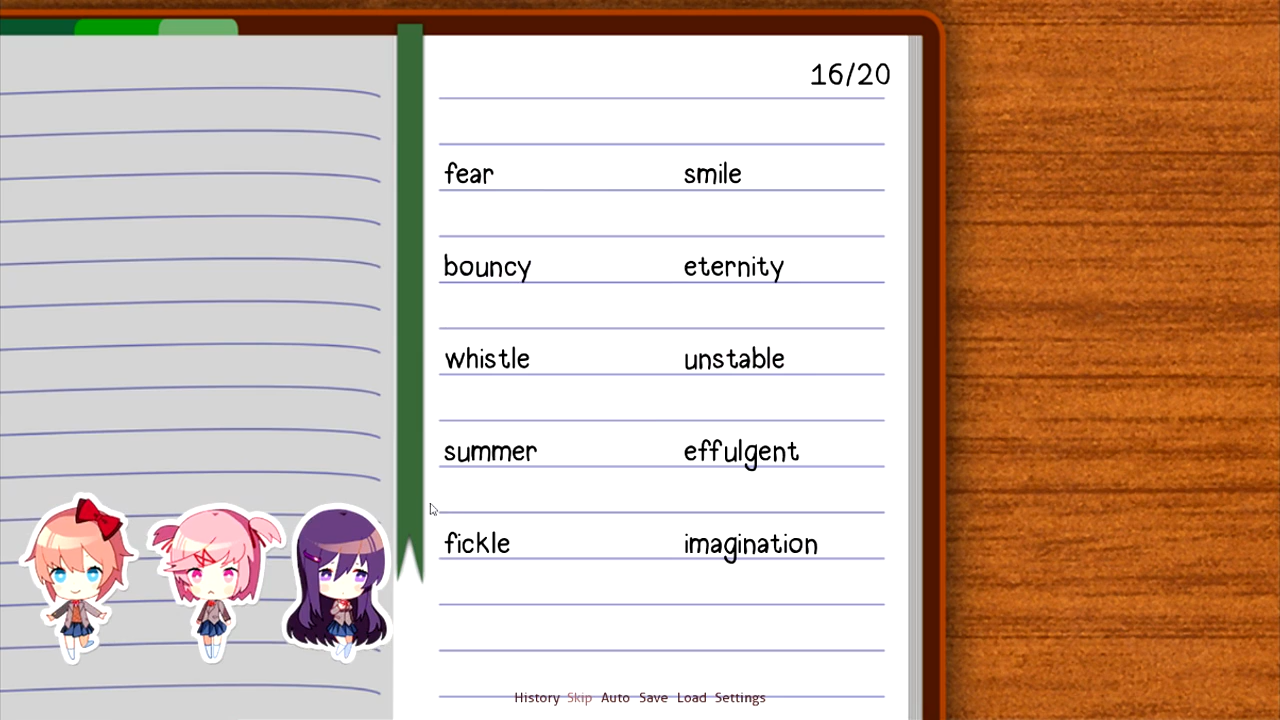 16/20
fear smile
bouncy eternity
whistle unstable
summer effulgent
fickle imagination
History Skip Auto Save Load Settings